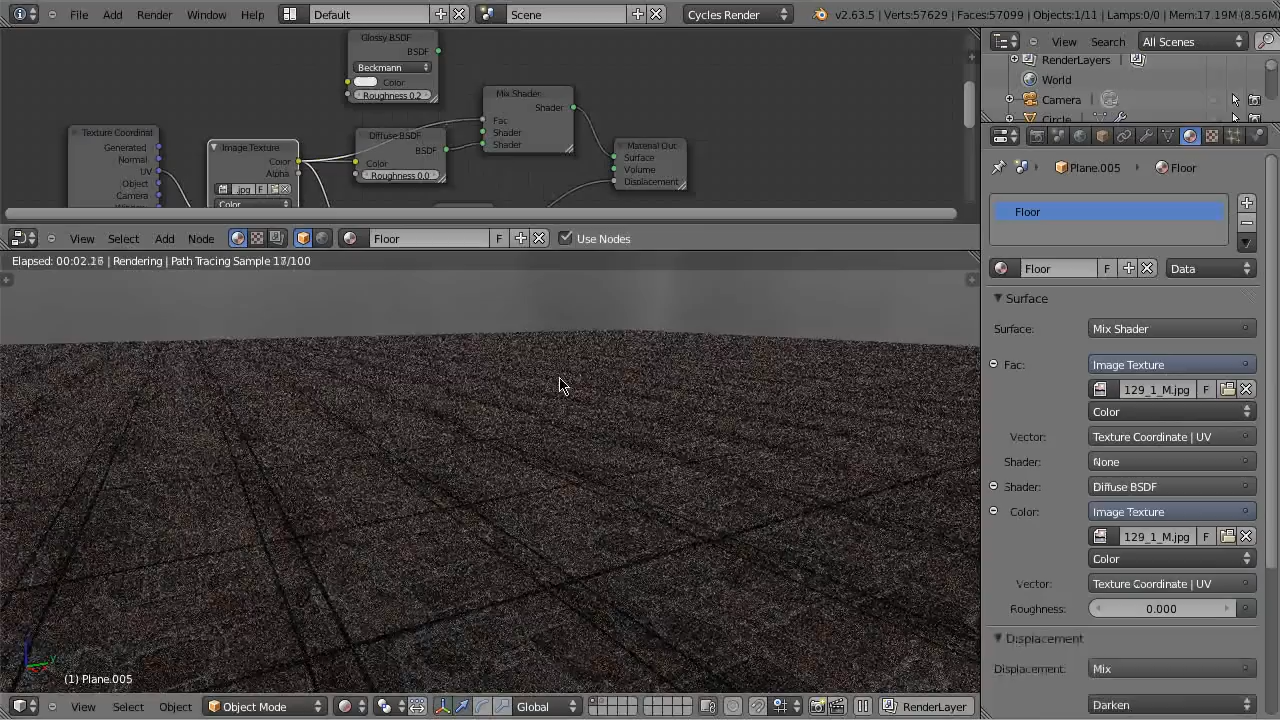 File Add Render Window Help Default Scene Cycles Render v2.63.5 | Verts:57629 | Faces:57099 | Objects:1/11 | Lamps:0/0 | Mem:17.19M (8.56M
View Search All Scenes
RenderLayers
World
Camera
Circle
Glossy BSDF
BSDF
Beckmann
Color
Roughness 0.2
Mix Shader
Shader
Fac
Shader
Shader
Texture Coordinat
Generated
Normal
UV
Object
Camera
Image Texture
Color
Alpha
.jpg F
Color
Diffuse BSDF
BSDF
Color
Roughness 0.0
Material Out
Surface
Volume
Displacement
View Select Add Node Floor F Use Nodes
Plane.005 Floor
Floor
Floor F Data
Surface
Surface: Mix Shader
Fac: Image Texture
129_1_M.jpg F
Color
Vector: Texture Coordinate | UV
Shader: None
Shader: Diffuse BSDF
Color: Image Texture
129_1_M.jpg F
Color
Vector: Texture Coordinate | UV
Roughness: 0.000
Displacement
Displacement: Mix
Darken
| Rendering | Path Tracing Sample 17/100
(1) Plane.005
View Select Object Object Mode Global RenderLayer